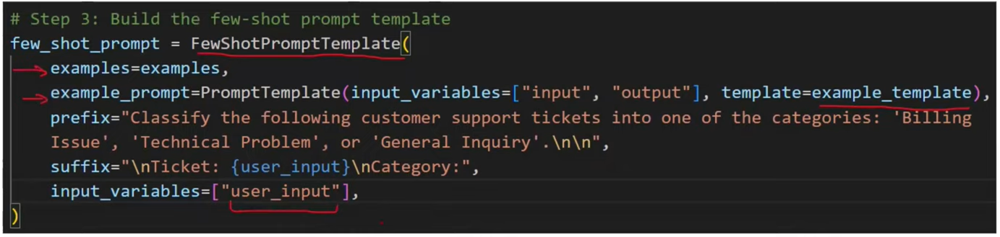 # Step 3: Build the few-shot prompt template
few_shot_prompt = FewShotPromptTemplate(
    examples=examples,
    example_prompt=PromptTemplate(input_variables=["input", "output"], template=example_template),
    prefix="Classify the following customer support tickets into one of the categories: 'Billing
    Issue', 'Technical Problem', or 'General Inquiry'.\n\n",
    suffix="\nTicket: {user_input}\nCategory:",
    input_variables=["user_input"],
)